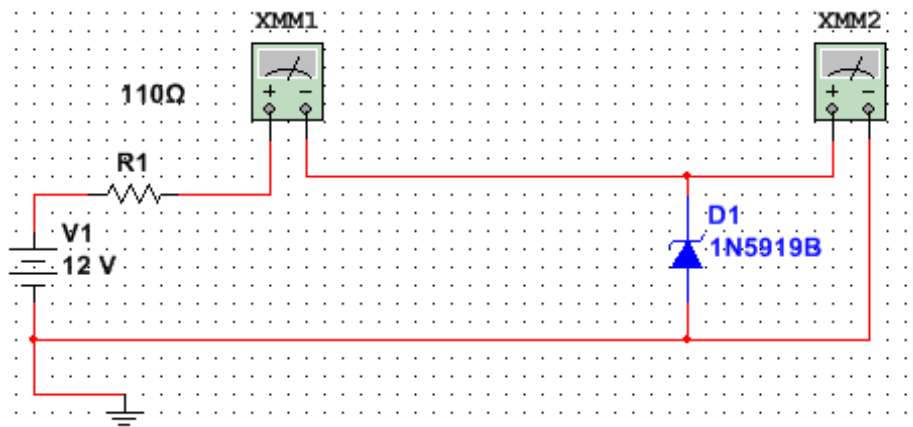 XMM1
XMM2
+ −
+ −
110Ω
R1
V1
12 V
D1
1N5919B